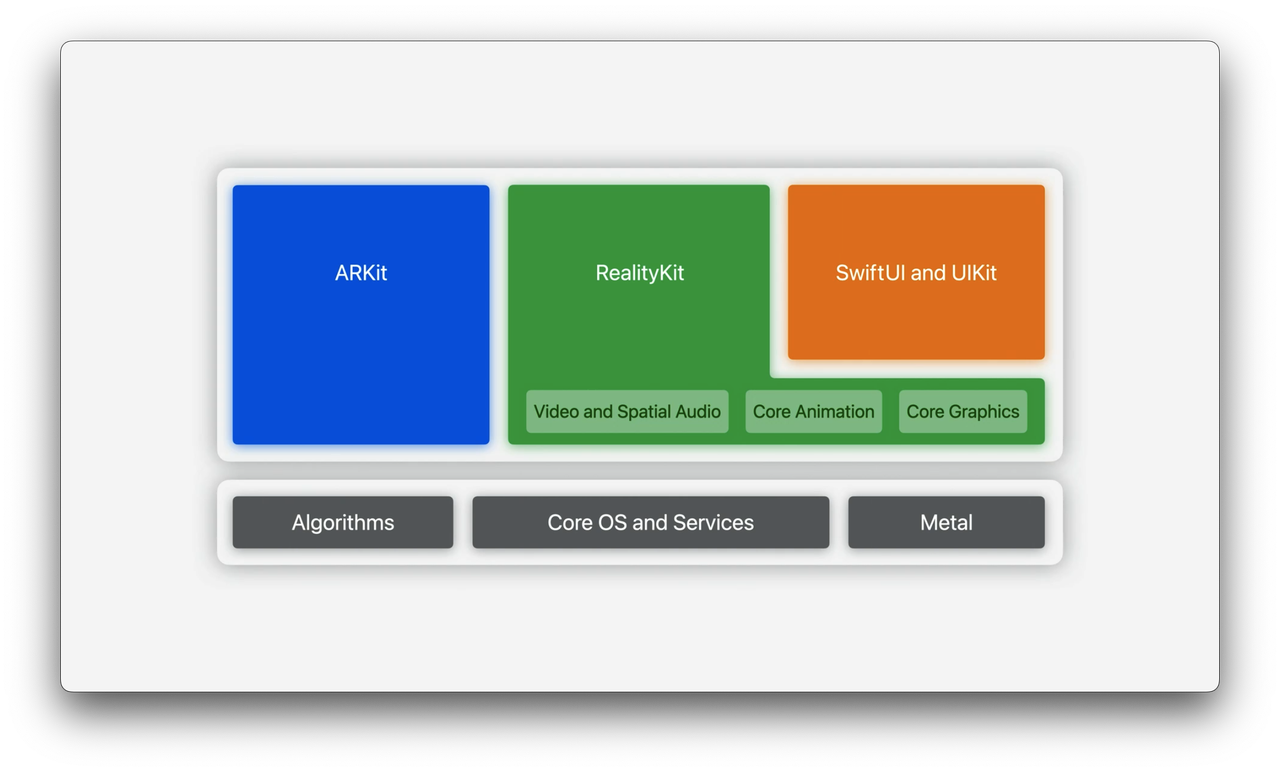 ARKit
RealityKit
SwiftUI and UIKit
Video and Spatial Audio
Core Animation
Core Graphics
Algorithms
Core OS and Services
Metal